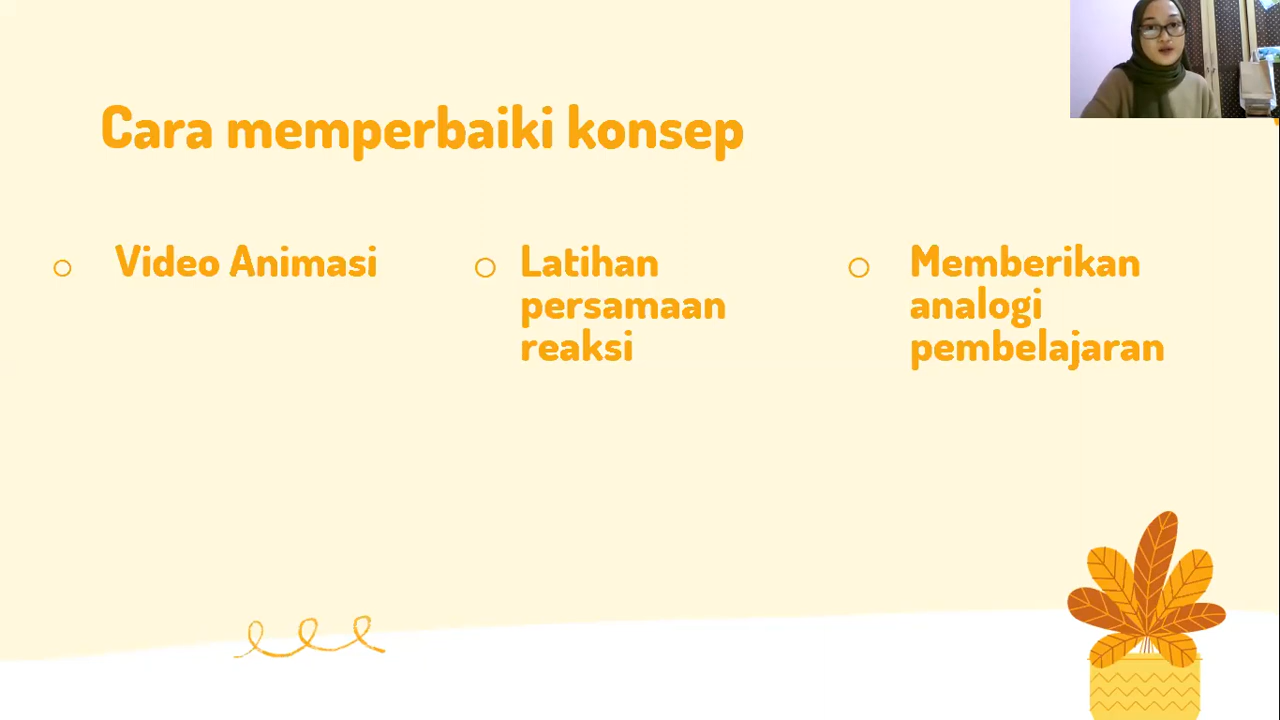 Cara memperbaiki konsep
Video Animasi
Latihan
persamaan
reaksi
Memberikan
analogi
pembelajaran